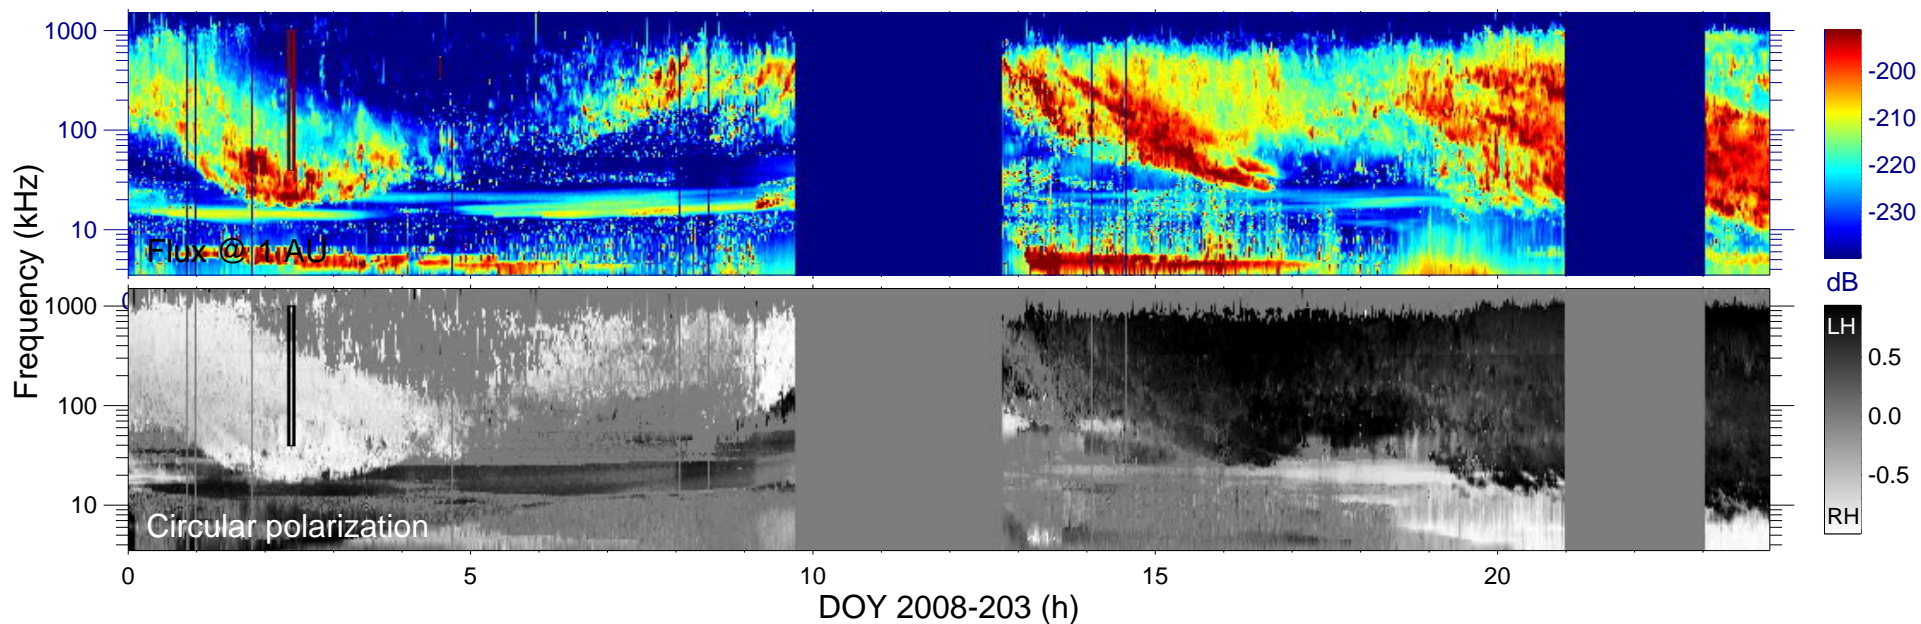 1000
100
10
Flux @ 1 AU
-200
-210
-220
-230
dB
0
Frequency (kHz)
1000
100
10
Circular polarization
LH
0.5
0.0
-0.5
RH
0 5 10 15 20
DOY 2008-203 (h)